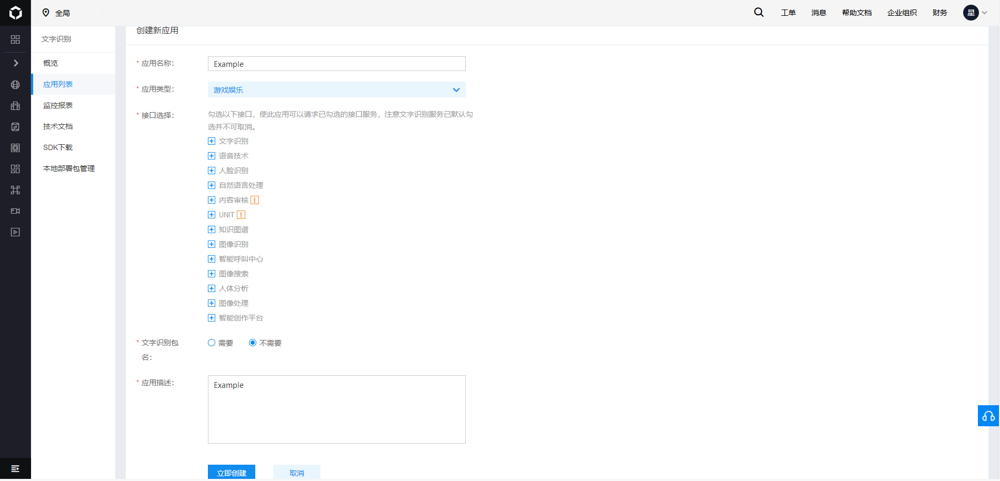 全局
工单
消息
帮助文档
企业组织
财务
星
文字识别
概览
应用列表
监控报表
技术文档
SDK下载
本地部署包管理
创建新应用
* 应用名称：
Example
* 应用类型：
游戏娱乐
* 接口选择：
勾选以下接口，使此应用可以请求已勾选的接口服务，注意文字识别服务已默认勾
选并不可取消。
文字识别
语音技术
人脸识别
自然语言处理
内容审核 !
UNIT !
知识图谱
图像识别
智能呼叫中心
图像搜索
人体分析
图像处理
智能创作平台
* 文字识别包
名：
需要
不需要
* 应用描述：
Example
立即创建
取消